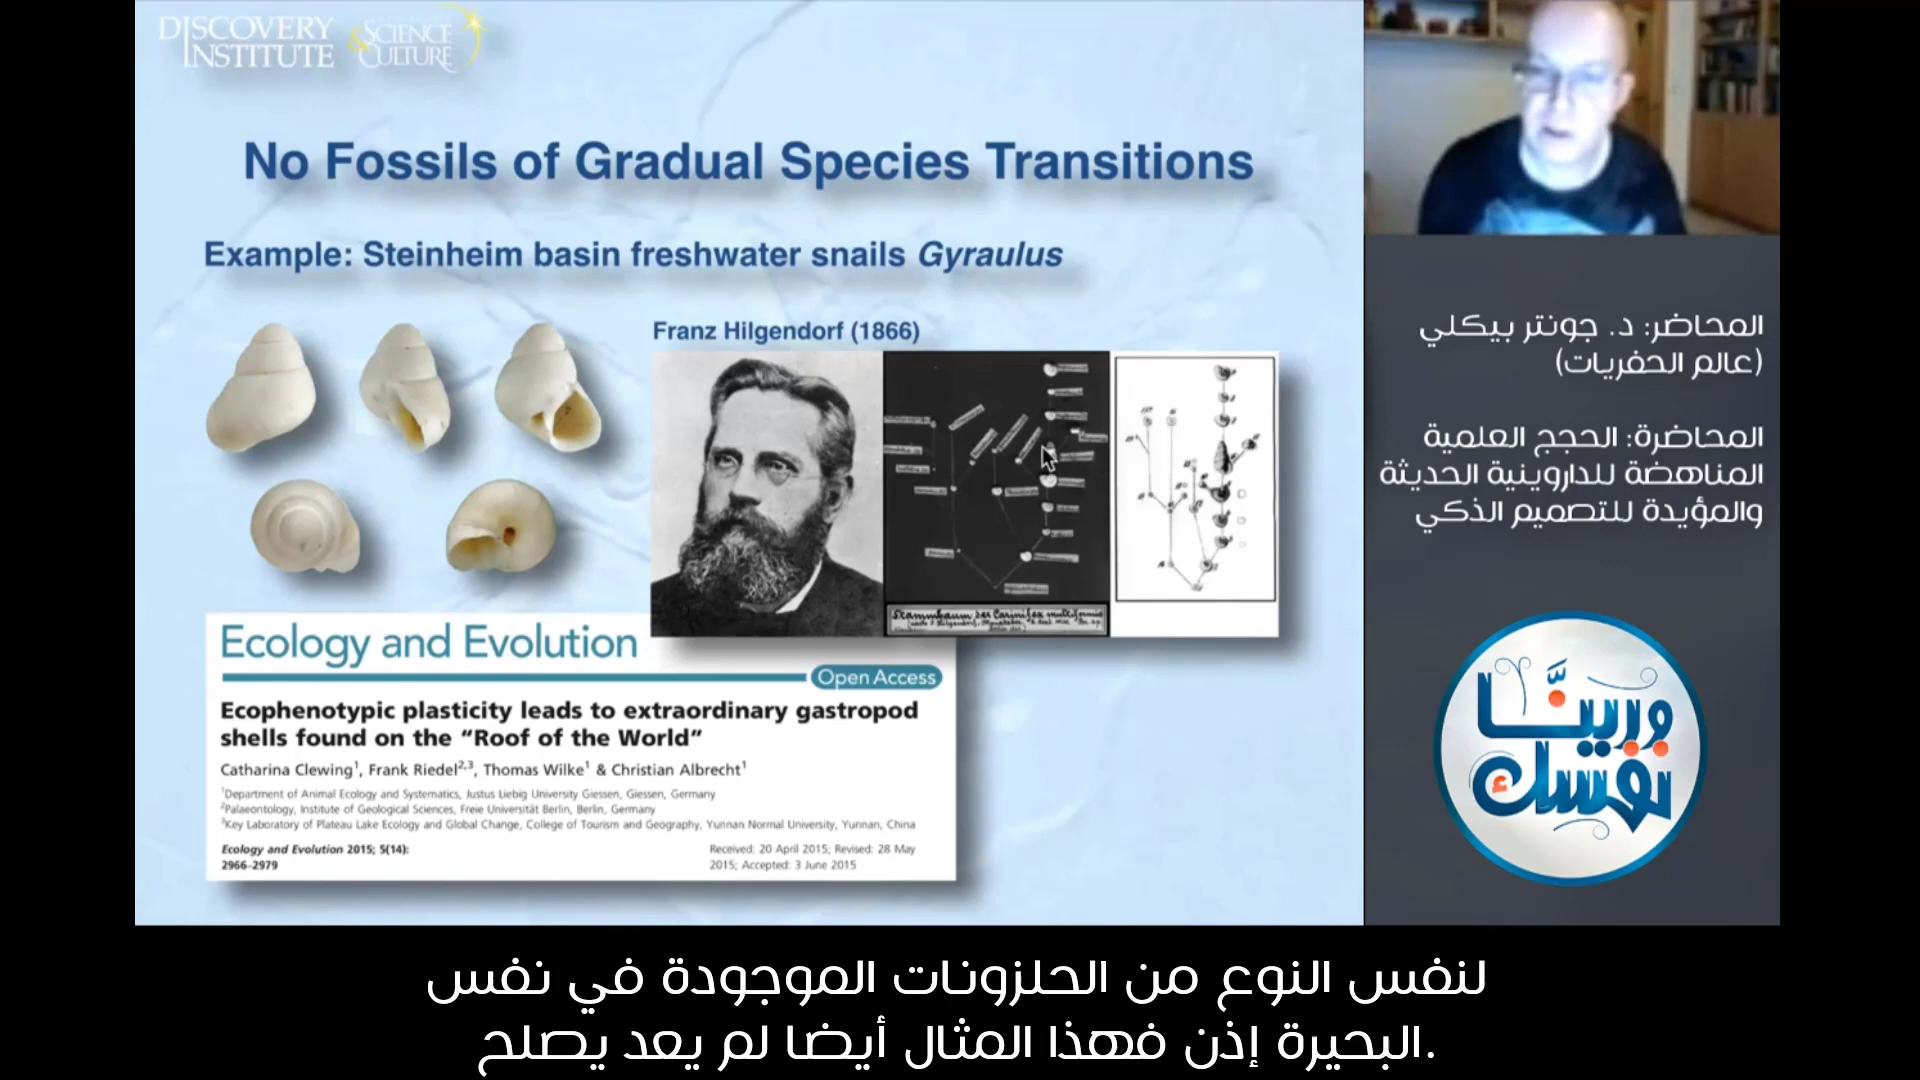 DISCOVERY
INSTITUTE
SCIENCE
& CULTURE
No Fossils of Gradual Species Transitions
Example: Steinheim basin freshwater snails Gyraulus
Franz Hilgendorf (1866)
Ecology and Evolution
Open Access
Ecophenotypic plasticity leads to extraordinary gastropod
shells found on the “Roof of the World”
Catharina Clewing1, Frank Riedel2,3, Thomas Wilke1 & Christian Albrecht1
1Department of Animal Ecology and Systematics, Justus Liebig University Giessen, Giessen, Germany
2Palaeontology, Institute of Geological Sciences, Freie Universität Berlin, Berlin, Germany
3Key Laboratory of Plateau Lake Ecology and Global Change, College of Tourism and Geography, Yunnan Normal University, Yunnan, China
Ecology and Evolution 2015; 5(14):
2966–2979
Received: 20 April 2015; Revised: 28 May
2015; Accepted: 3 June 2015
المحاضر: د. جونتر بيكلي
(عالم الحفريات)
المحاضرة: الحجج العلمية
المناهضة للداروينية الحديثة
والمؤيدة للتصميم الذكي
ورينا
نفسك
لنفس النوع من الحلزونات الموجودة في نفس
البحيرة إذن فهذا المثال أيضا لم يعد يصلح.